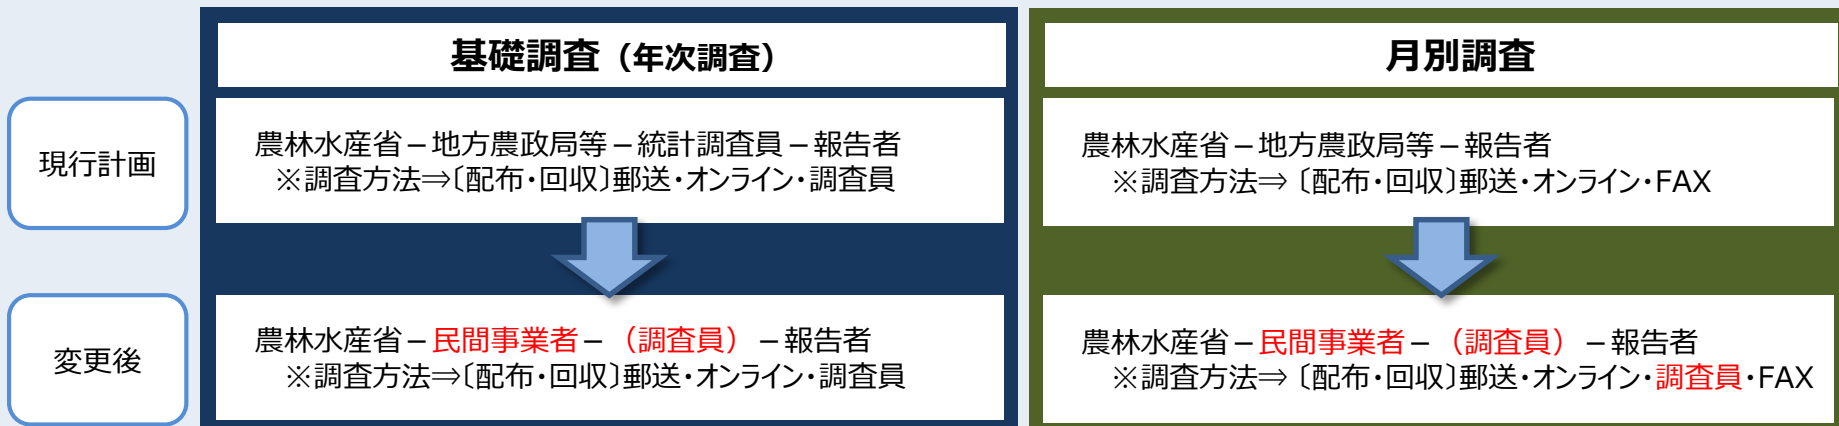 基礎調査（年次調査）
月別調査
現行計画
農林水産省－地方農政局等－統計調査員－報告者
※調査方法⇒〔配布・回収〕郵送・オンライン・調査員
農林水産省－地方農政局等－報告者
※調査方法⇒〔配布・回収〕郵送・オンライン・FAX
変更後
農林水産省－民間事業者－（調査員）－報告者
※調査方法⇒〔配布・回収〕郵送・オンライン・調査員
農林水産省－民間事業者－（調査員）－報告者
※調査方法⇒〔配布・回収〕郵送・オンライン・調査員・FAX